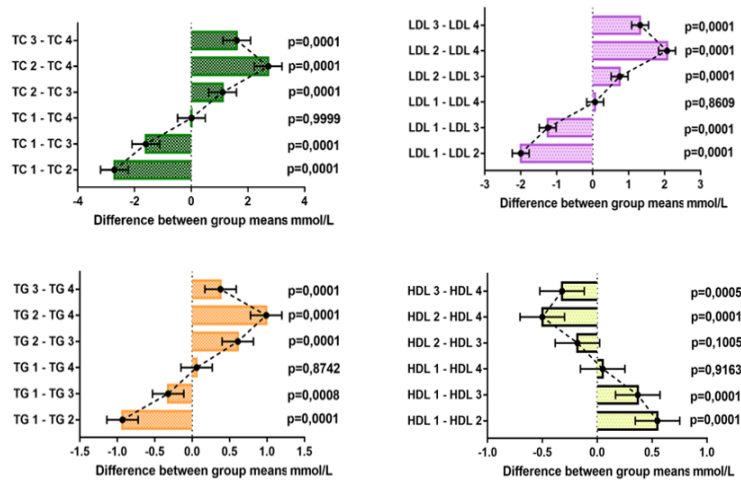 TC 3 - TC 4 p=0,0001
TC 2 - TC 4 p=0,0001
TC 2 - TC 3 p=0,0001
TC 1 - TC 4 p=0,9999
TC 1 - TC 3 p=0,0001
TC 1 - TC 2 p=0,0001
-4 -2 0 2 4
Difference between group means mmol/L
LDL 3 - LDL 4 p=0,0001
LDL 2 - LDL 4 p=0,0001
LDL 2 - LDL 3 p=0,0001
LDL 1 - LDL 4 p=0,8609
LDL 1 - LDL 3 p=0,0001
LDL 1 - LDL 2 p=0,0001
-3 -2 -1 0 1 2 3
Difference between group means mmol/L
TG 3 - TG 4 p=0,0001
TG 2 - TG 4 p=0,0001
TG 2 - TG 3 p=0,0001
TG 1 - TG 4 p=0,8742
TG 1 - TG 3 p=0,0008
TG 1 - TG 2 p=0,0001
-1.5 -1.0 -0.5 0.0 0.5 1.0 1.5
Difference between group means mmol/L
HDL 3 - HDL 4 p=0,0005
HDL 2 - HDL 4 p=0,0001
HDL 2 - HDL 3 p=0,1005
HDL 1 - HDL 4 p=0,9163
HDL 1 - HDL 3 p=0,0001
HDL 1 - HDL 2 p=0,0001
-1.0 -0.5 0.0 0.5 1.0
Difference between group means mmol/L